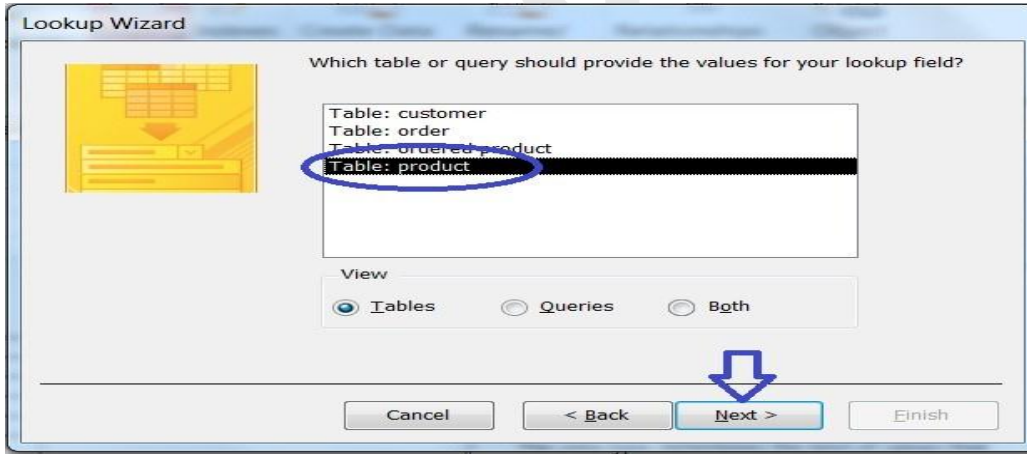 Lookup Wizard
Which table or query should provide the values for your lookup field?
Table: customer
Table: order
Table: ordered product
Table: product
View
Tables Queries Both
Cancel < Back Next > Finish